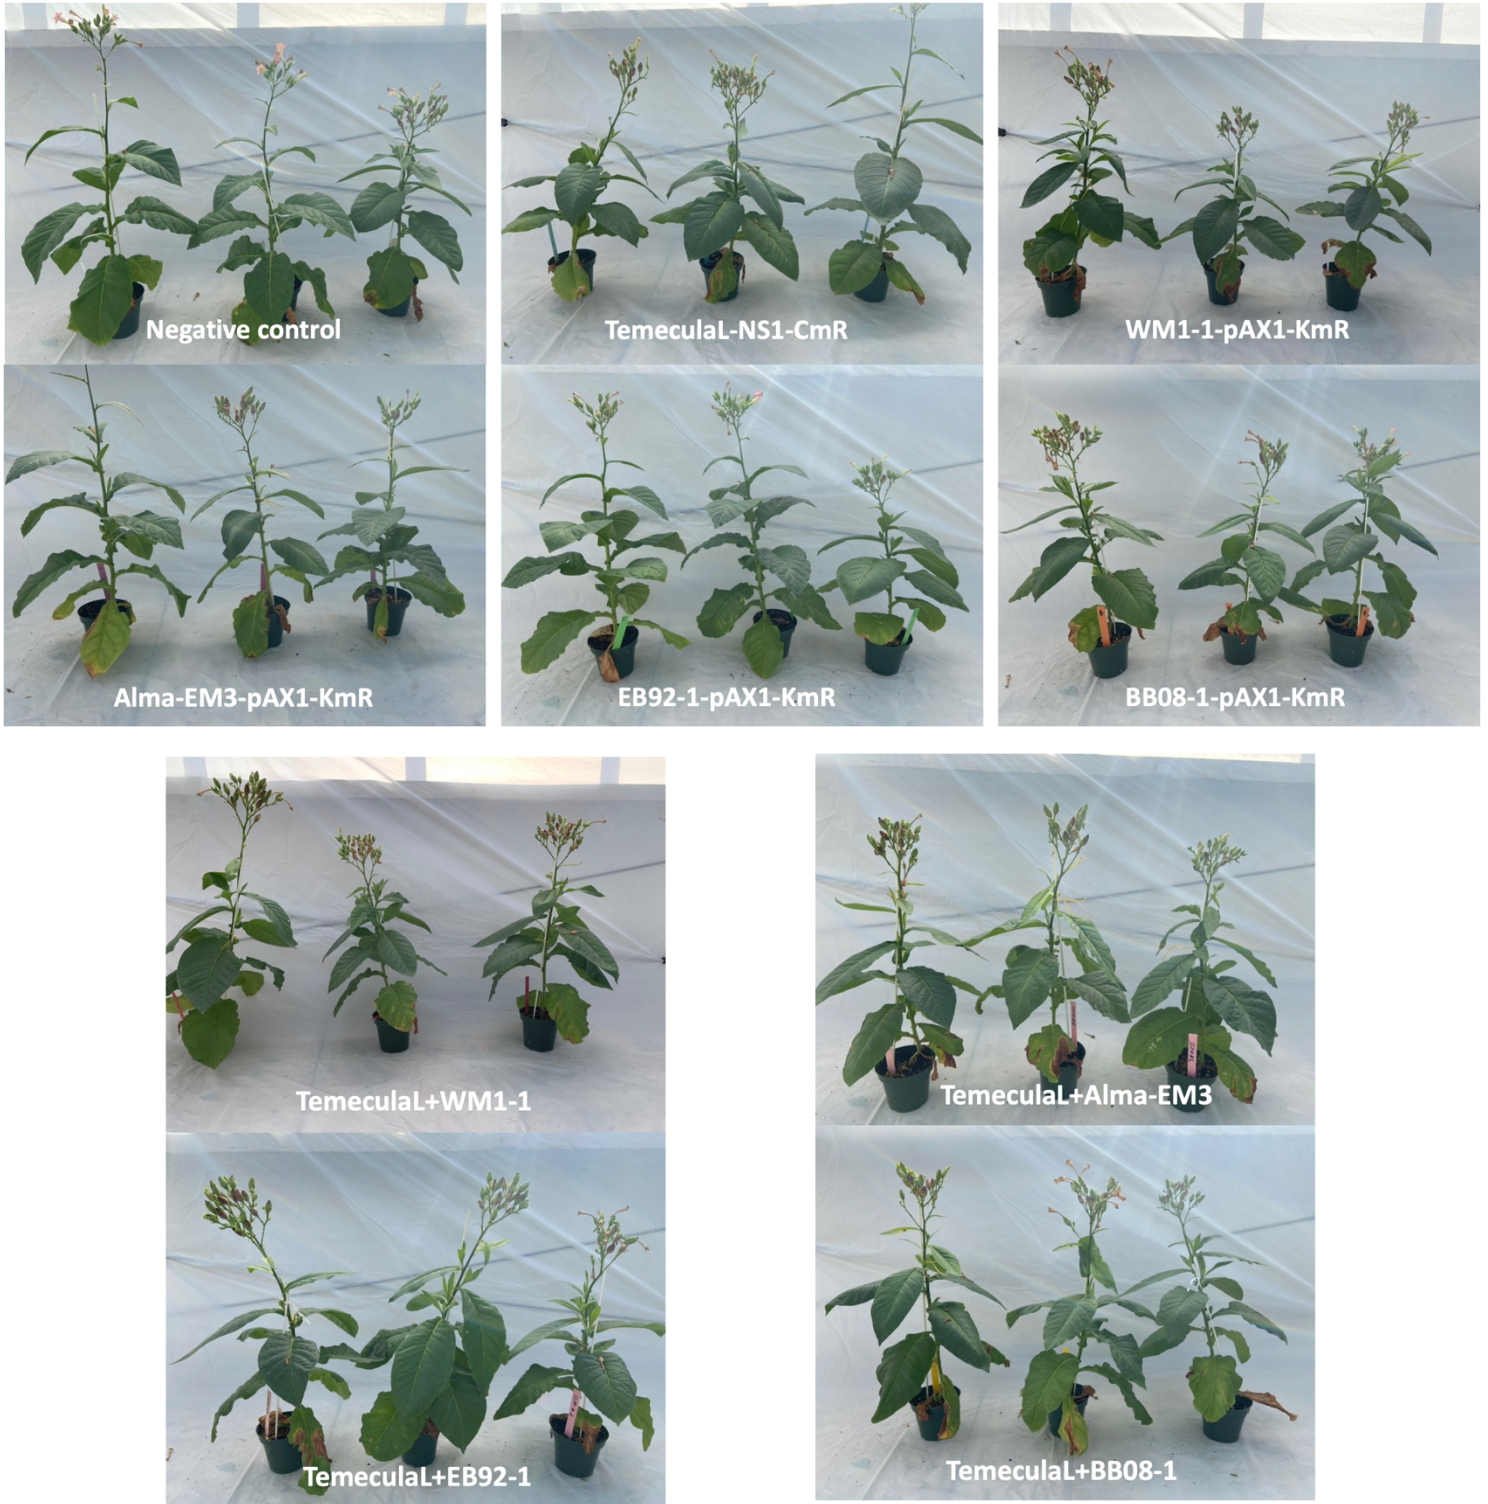 Negative control
TemeculaL-NS1-CmR
WM1-1-pAX1-KmR
Alma-EM3-pAX1-KmR
EB92-1-pAX1-KmR
BB08-1-pAX1-KmR
TemeculaL+WM1-1
TemeculaL+Alma-EM3
TemeculaL+EB92-1
TemeculaL+BB08-1